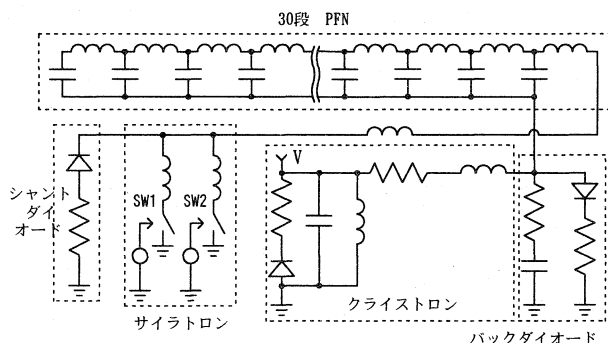 30段 PFN
シャント
ダイ
オード
SW1
SW2
V
サイラトロン
クライストロン
バックダイオード